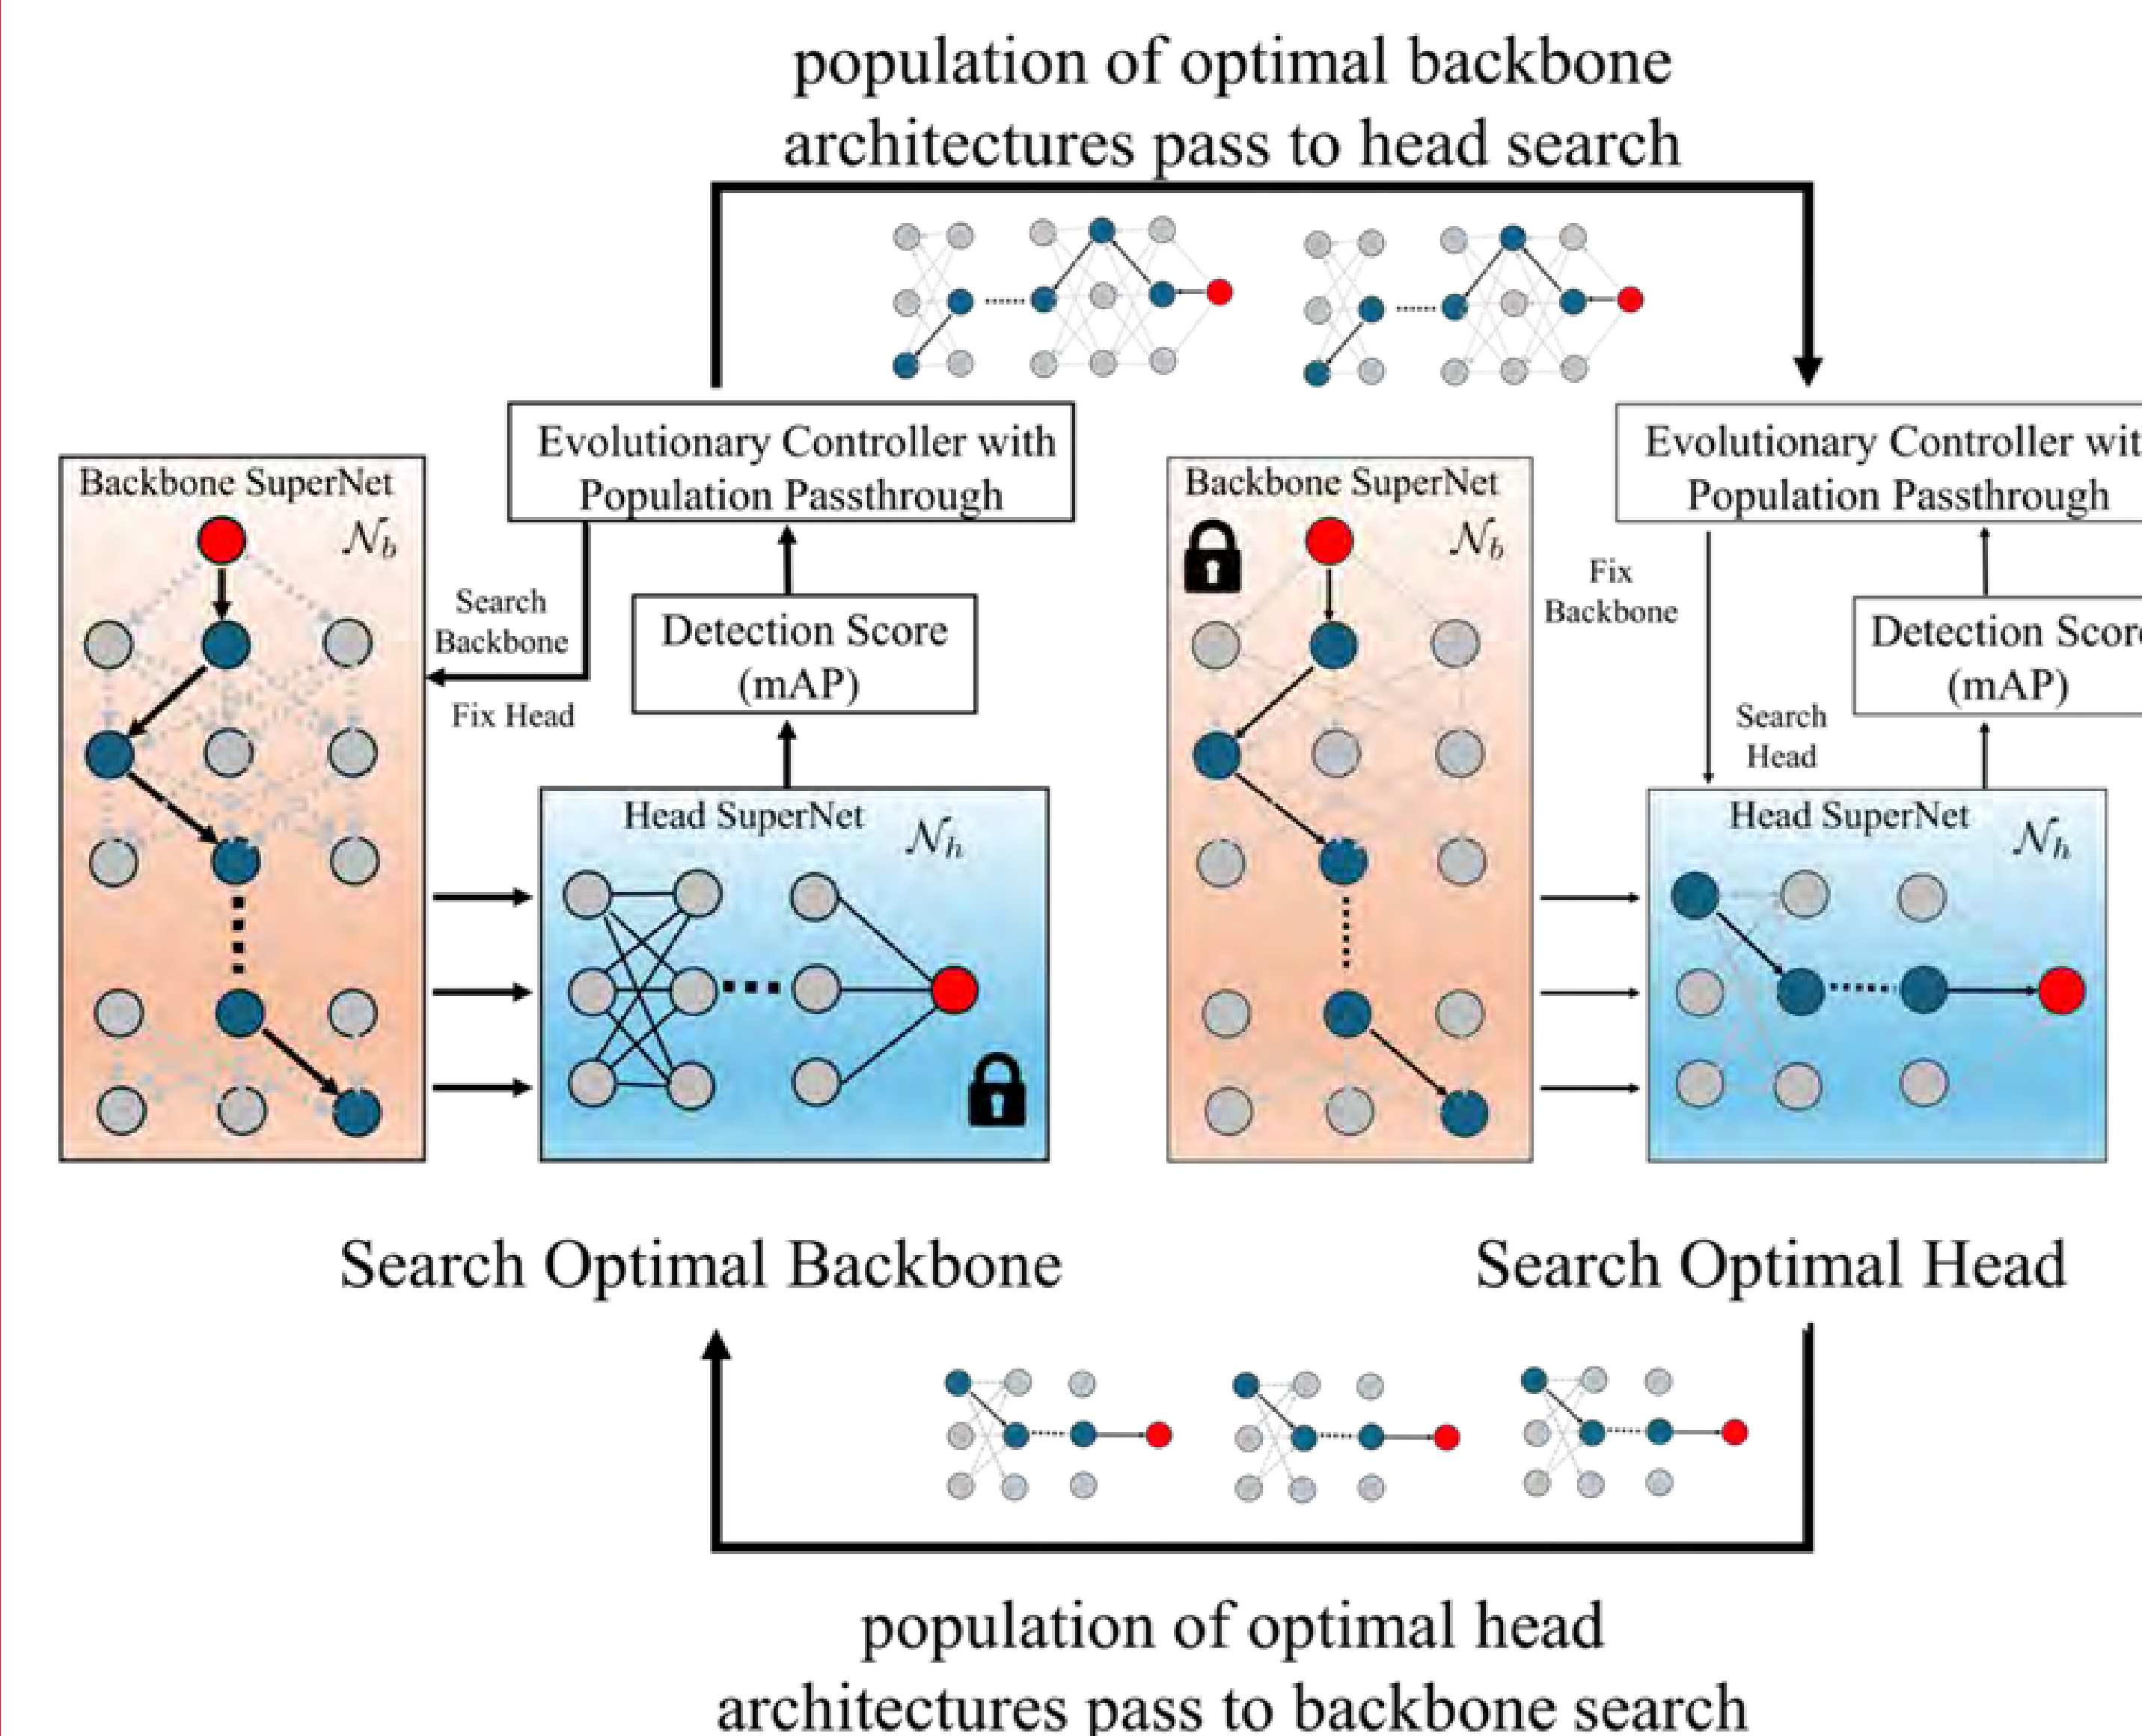 population of optimal backbone
architectures pass to head search
Evolutionary Controller with
Population Passthrough
Backbone SuperNet
𝒩b
Search
Backbone
Fix Head
Detection Score
(mAP)
Head SuperNet
𝒩h
Evolutionary Controller wit
Population Passthrough
Backbone SuperNet
𝒩b
Fix
Backbone
Detection Score
(mAP)
Search
Head
Head SuperNet
𝒩h
Search Optimal Backbone
Search Optimal Head
population of optimal head
architectures pass to backbone search